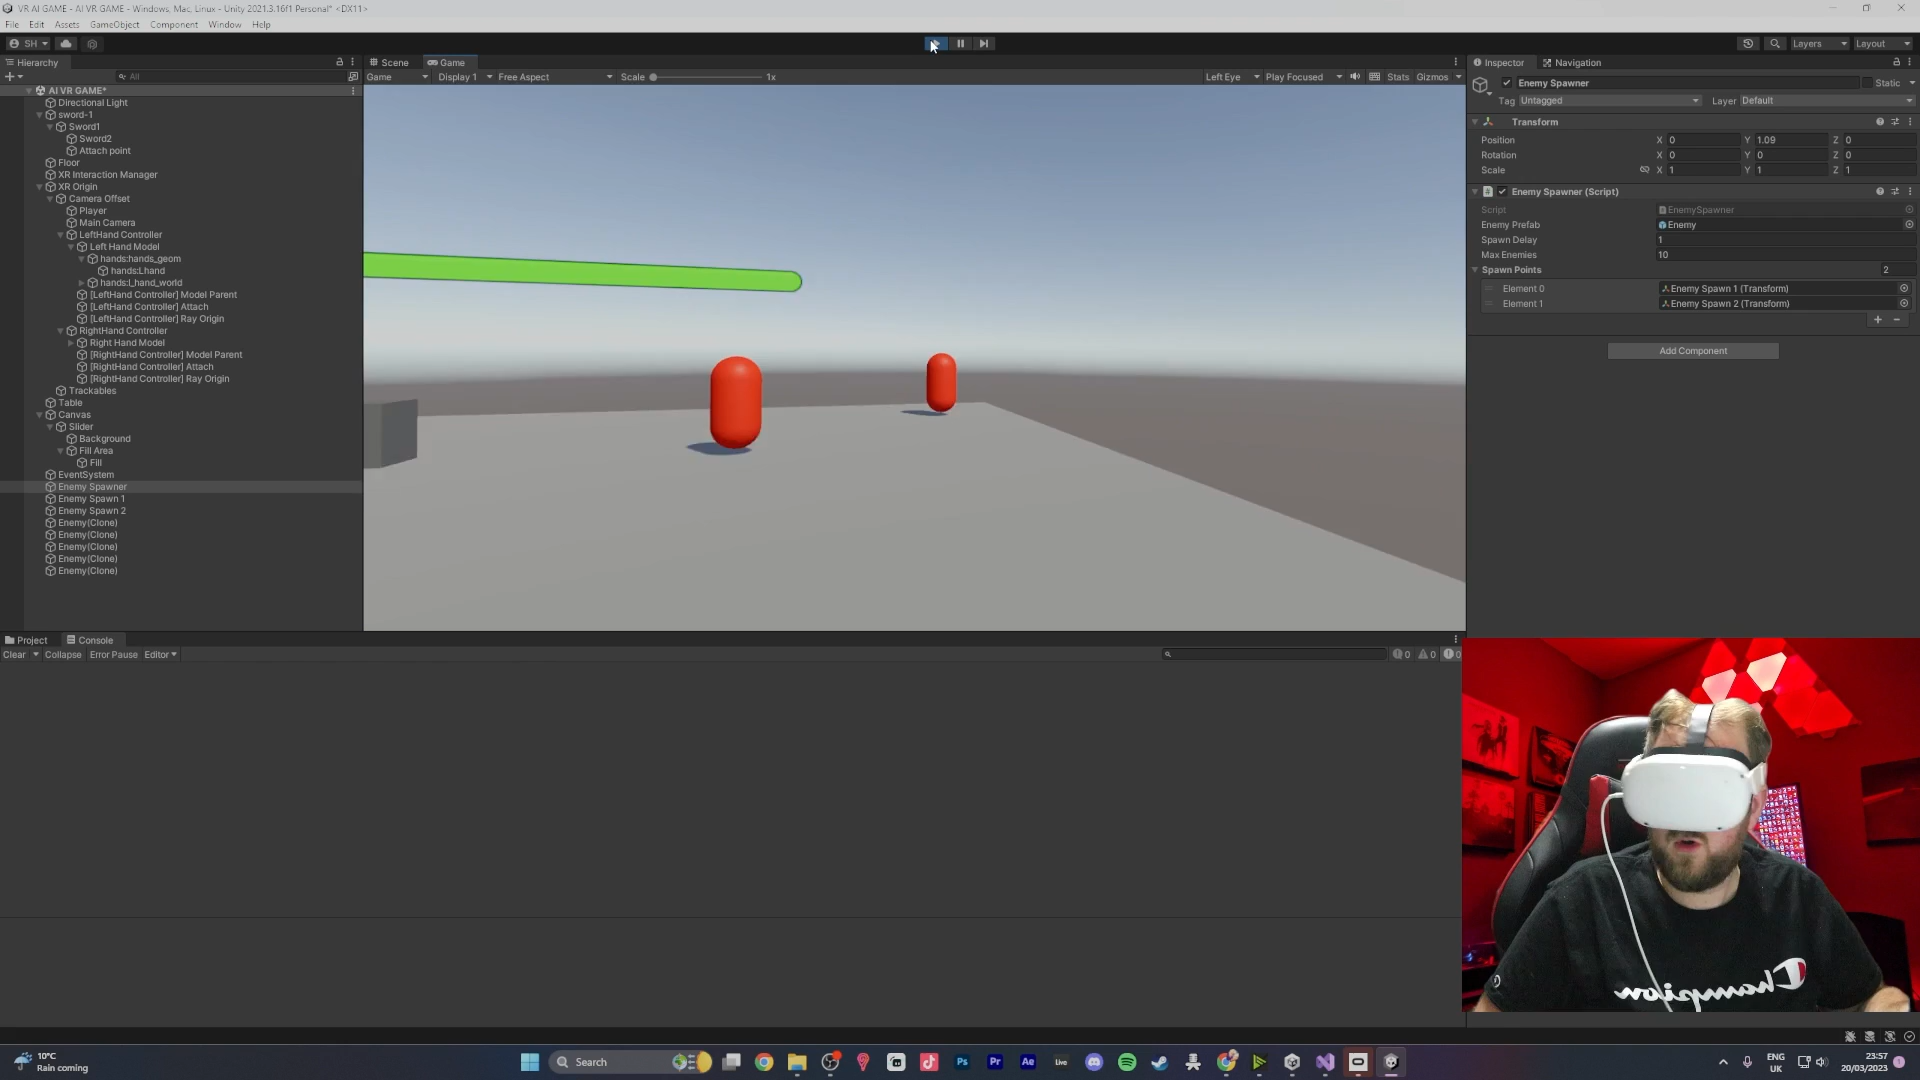 VR AI GAME - AI VR GAME - Windows, Mac, Linux - Unity 2021.3.16f1 Personal* <DX11>
File Edit Assets GameObject Component Window Help
SH
Layers Layout
Hierarchy
All
AI VR GAME*
Directional Light
sword-1
Sword1
Sword2
Attach point
Floor
XR Interaction Manager
XR Origin
Camera Offset
Player
Main Camera
LeftHand Controller
Left Hand Model
hands:hands_geom
hands:Lhand
hands:l_hand_world
[LeftHand Controller] Model Parent
[LeftHand Controller] Attach
[LeftHand Controller] Ray Origin
RightHand Controller
Right Hand Model
[RightHand Controller] Model Parent
[RightHand Controller] Attach
[RightHand Controller] Ray Origin
Trackables
Table
Canvas
Slider
Background
Fill Area
Fill
EventSystem
Enemy Spawner
Enemy Spawn 1
Enemy Spawn 2
Enemy(Clone)
Enemy(Clone)
Enemy(Clone)
Enemy(Clone)
Enemy(Clone)
Scene Game
Game Display 1 Free Aspect Scale 1x Left Eye Play Focused Stats Gizmos
Inspector Navigation
Enemy Spawner Static
Tag Untagged Layer Default
Transform
Position X 0 Y 1.09 Z 0
Rotation X 0 Y 0 Z 0
Scale X 1 Y 1 Z 1
Enemy Spawner (Script)
Script EnemySpawner
Enemy Prefab Enemy
Spawn Delay 1
Max Enemies 10
Spawn Points 2
Element 0 Enemy Spawn 1 (Transform)
Element 1 Enemy Spawn 2 (Transform)
+ −
Add Component
Project Console
Clear Collapse Error Pause Editor 0 0 0
Champion
10°C
Rain coming
Search
Ps Pr Ae Live
ENG
UK
23:57
20/03/2023
1